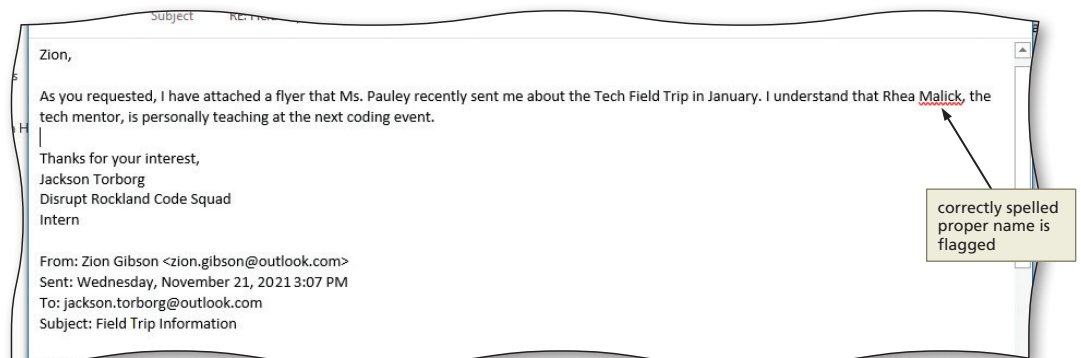 Subject
Zion,
As you requested, I have attached a flyer that Ms. Pauley recently sent me about the Tech Field Trip in January. I understand that Rhea Malick, the
tech mentor, is personally teaching at the next coding event.
Thanks for your interest,
Jackson Torborg
Disrupt Rockland Code Squad
Intern
correctly spelled
proper name is
flagged
From: Zion Gibson <zion.gibson@outlook.com>
Sent: Wednesday, November 21, 2021 3:07 PM
To: jackson.torborg@outlook.com
Subject: Field Trip Information